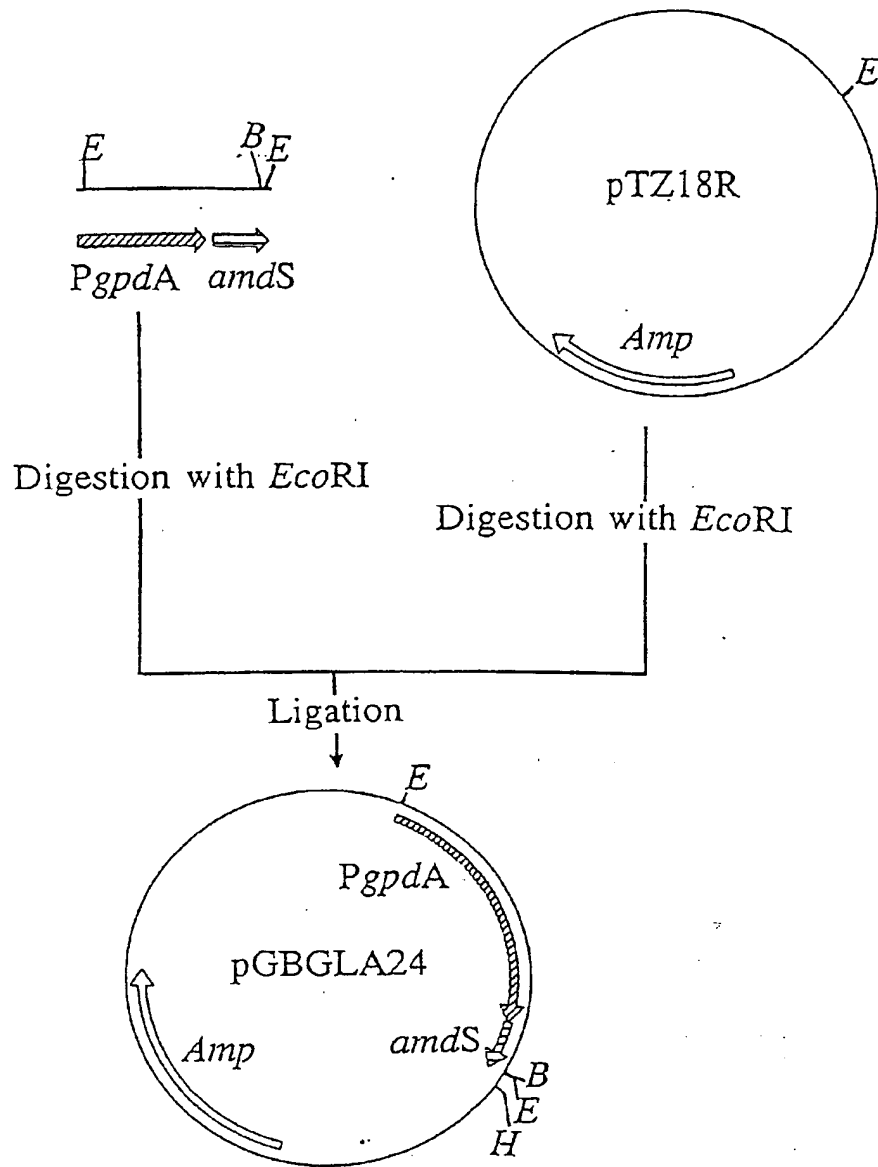 E
B E
E
pTZ18R
PgpdA amdS
Amp
Digestion with EcoRI
Digestion with EcoRI
Ligation
E
PgpdA
pGBGLA24
amdS
Amp
B
E
H